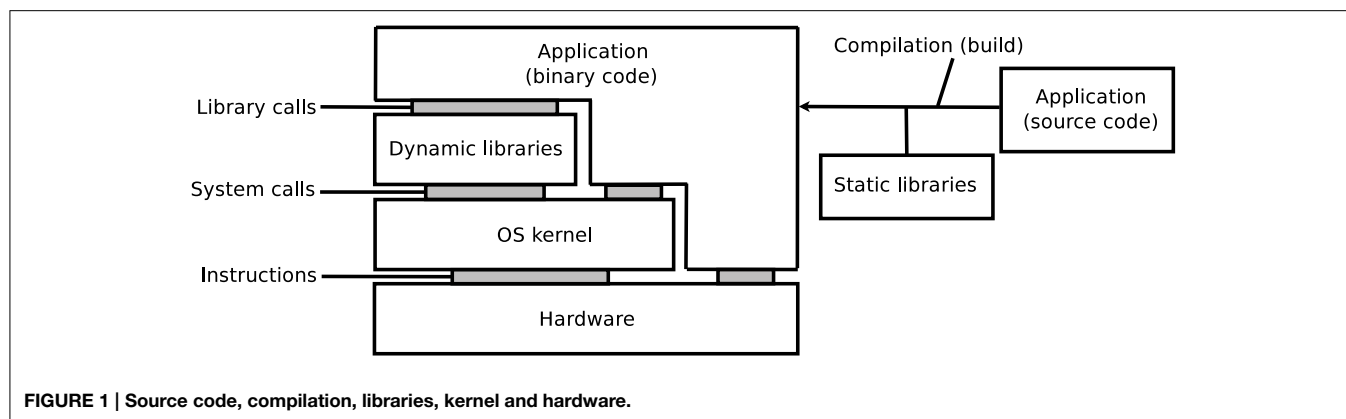 Application
(binary code)
Compilation (build)
Application
(source code)
Library calls
Dynamic libraries
Static libraries
System calls
OS kernel
Instructions
Hardware
FIGURE 1 | Source code, compilation, libraries, kernel and hardware.